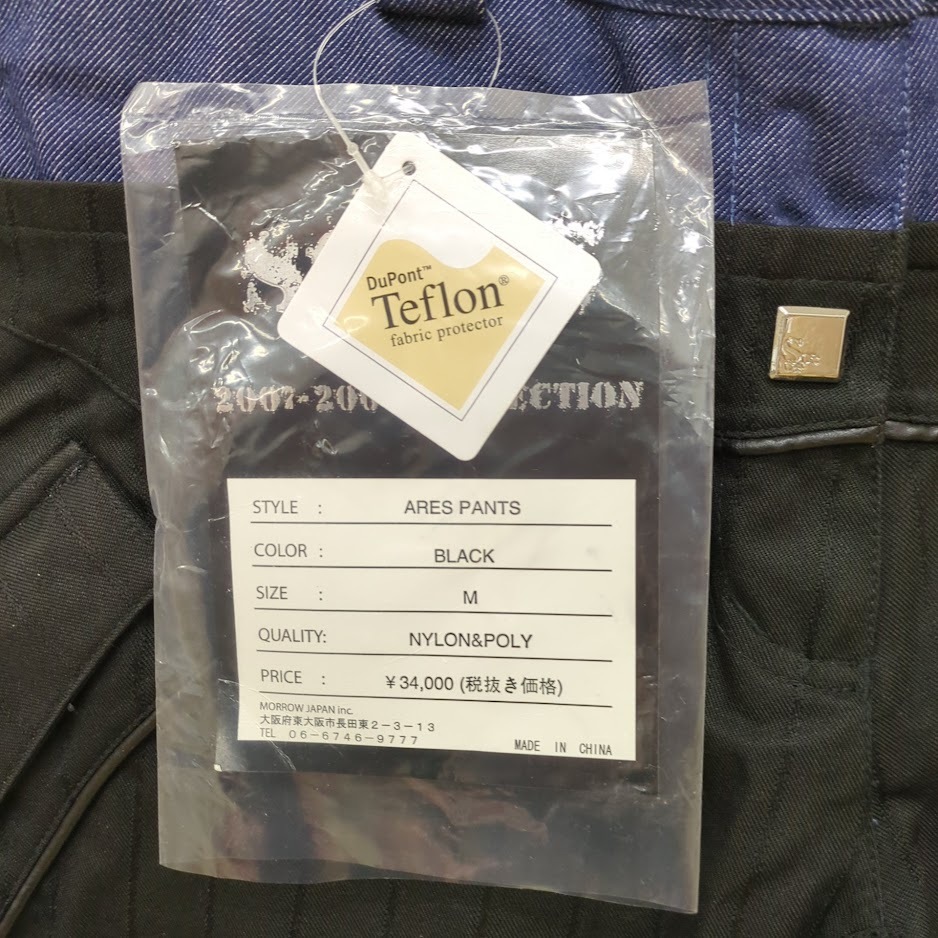 DuPont™
Teflon®
fabric protector
ECTION
STYLE : ARES PANTS
COLOR : BLACK
SIZE : M
QUALITY: NYLON&POLY
PRICE : ¥34,000 (税抜き価格)
MORROW JAPAN inc.
大阪府東大阪市長田東2-3-13
TEL 06-6746-9777
MADE IN CHINA